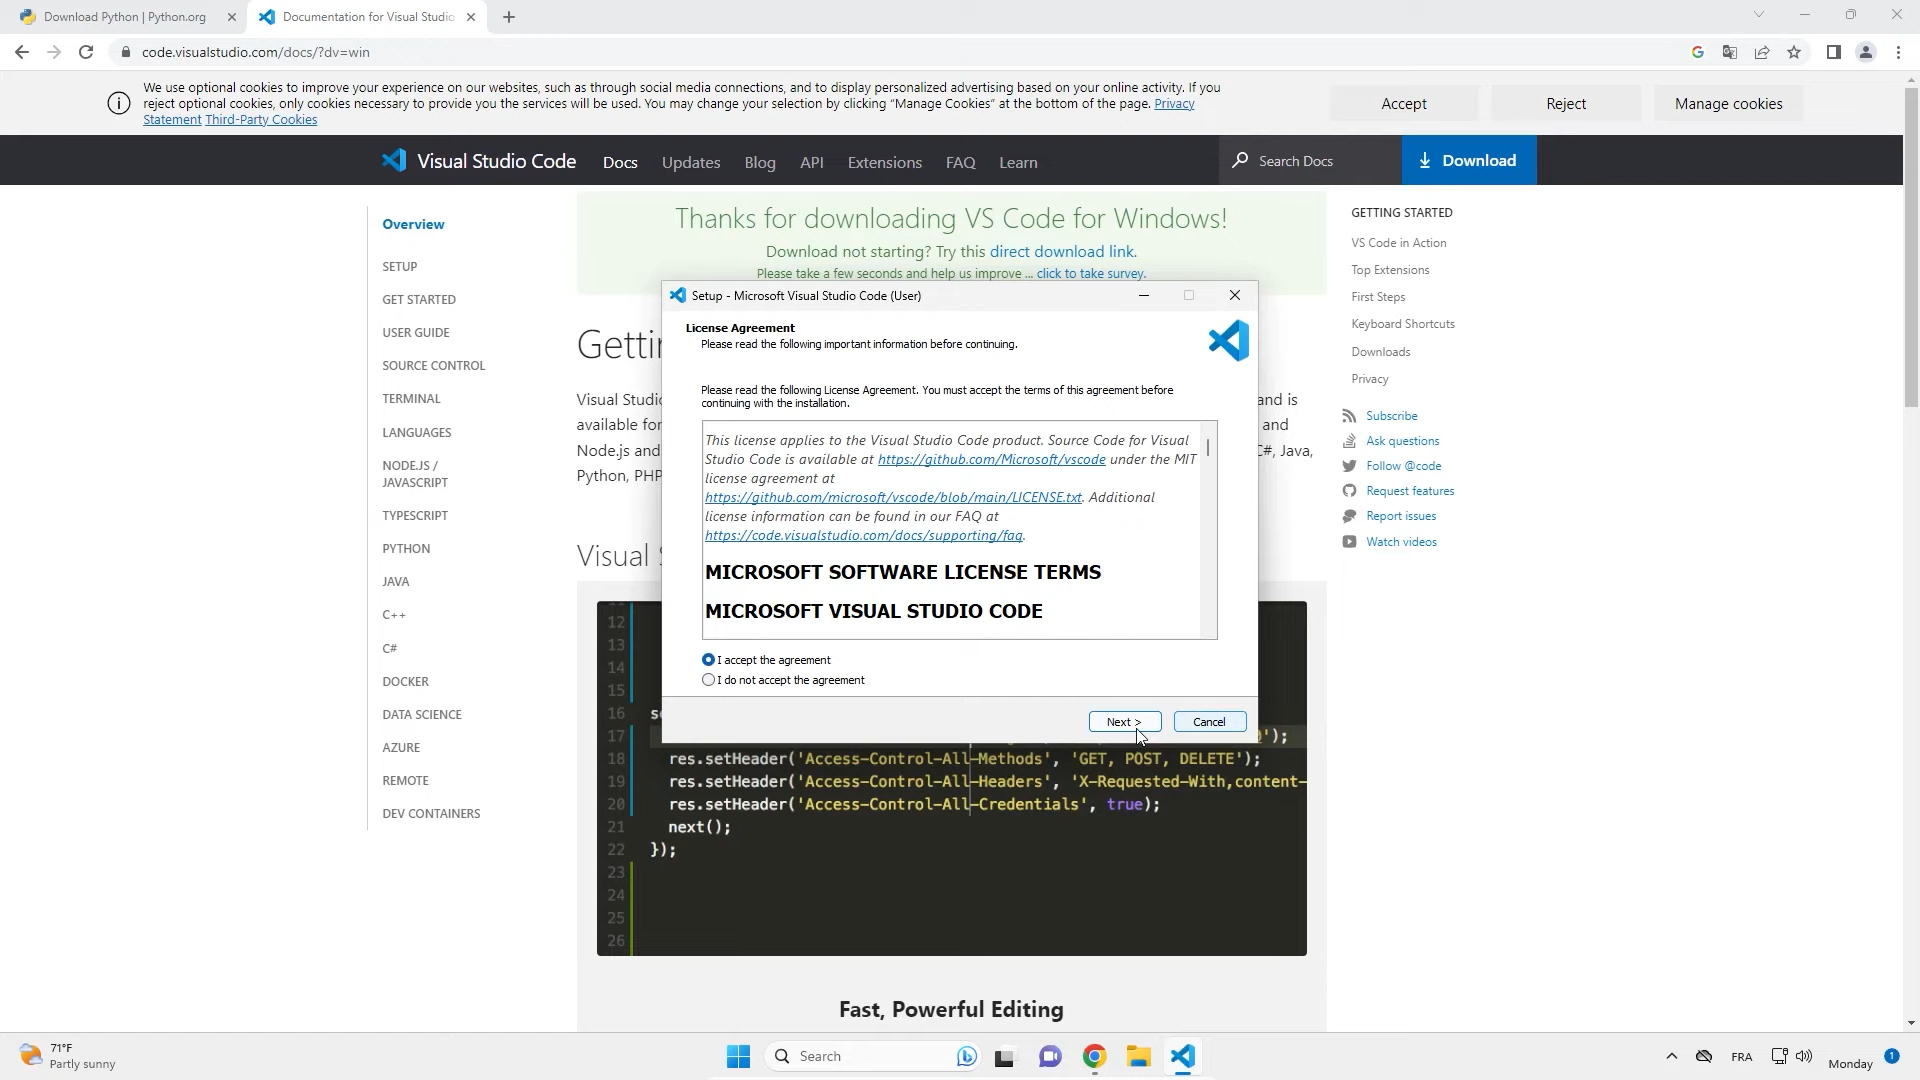 Download Python | Python.org
Documentation for Visual Studio
code.visualstudio.com/docs/?dv=win
We use optional cookies to improve your experience on our websites, such as through social media connections, and to display personalized advertising based on your online activity. If you
reject optional cookies, only cookies necessary to provide you the services will be used. You may change your selection by clicking "Manage Cookies" at the bottom of the page. Privacy
Statement Third-Party Cookies
Accept
Reject
Manage cookies
Visual Studio Code
Docs
Updates
Blog
API
Extensions
FAQ
Learn
Search Docs
Download
Overview
SETUP
GET STARTED
USER GUIDE
SOURCE CONTROL
TERMINAL
LANGUAGES
NODE.JS /
JAVASCRIPT
TYPESCRIPT
PYTHON
JAVA
C++
C#
DOCKER
DATA SCIENCE
AZURE
REMOTE
DEV CONTAINERS
Thanks for downloading VS Code for Windows!
Download not starting? Try this direct download link.
Please take a few seconds and help us improve ... click to take survey.
Visual
available for
Node.js and
Python, PHP
and is
and
C#, Java,
Visual
Setup - Microsoft Visual Studio Code (User)
License Agreement
Please read the following important information before continuing.
Please read the following License Agreement. You must accept the terms of this agreement before
continuing with the installation.
This license applies to the Visual Studio Code product. Source Code for Visual
Studio Code is available at https://github.com/Microsoft/vscode under the MIT
license agreement at
https://github.com/microsoft/vscode/blob/main/LICENSE.txt. Additional
license information can be found in our FAQ at
https://code.visualstudio.com/docs/supporting/faq.
MICROSOFT SOFTWARE LICENSE TERMS
MICROSOFT VISUAL STUDIO CODE
I accept the agreement
I do not accept the agreement
Next >
Cancel
12
13
14
15
16
17 ');
18 res.setHeader('Access-Control-All-Methods', 'GET, POST, DELETE');
19 res.setHeader('Access-Control-All-Headers', 'X-Requested-With,content-
20 res.setHeader('Access-Control-All-Credentials', true);
21 next();
22 });
23
24
25
26
Fast, Powerful Editing
GETTING STARTED
VS Code in Action
Top Extensions
First Steps
Keyboard Shortcuts
Downloads
Privacy
Subscribe
Ask questions
Follow @code
Request features
Report issues
Watch videos
71°F
Partly sunny
Search
FRA
Monday
1